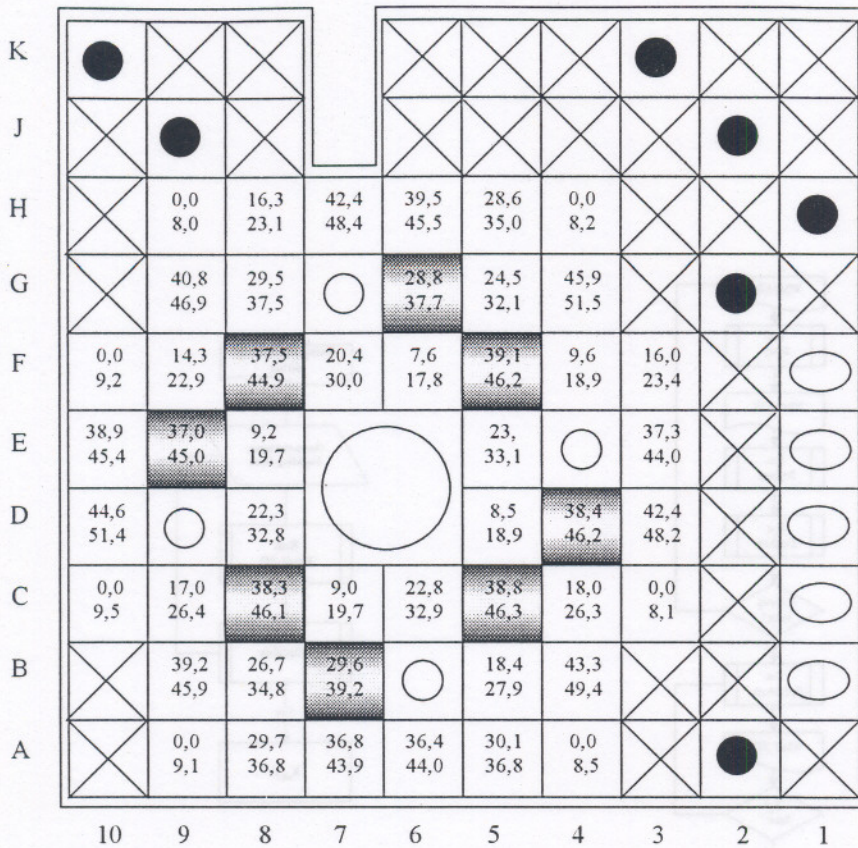 K
J
H
0,0 16,3 42,4 39,5 28,6 0,0
8,0 23,1 48,4 45,5 35,0 8,2
G
40,8 29,5 28,8 24,5 45,9
46,9 37,5 37,7 32,1 51,5
F
0,0 14,3 37,5 20,4 7,6 39,1 9,6 16,0
9,2 22,9 44,9 30,0 17,8 46,2 18,9 23,4
E
38,9 37,0 9,2 23, 37,3
45,4 45,0 19,7 33,1 44,0
D
44,6 22,3 8,5 38,4 42,4
51,4 32,8 18,9 46,2 48,2
C
0,0 17,0 38,3 9,0 22,8 38,8 18,0 0,0
9,5 26,4 46,1 19,7 32,9 46,3 26,3 8,1
B
39,2 26,7 29,6 18,4 43,3
45,9 34,8 39,2 27,9 49,4
A
0,0 29,7 36,8 36,4 30,1 0,0
9,1 36,8 43,9 44,0 36,8 8,5
10 9 8 7 6 5 4 3 2 1